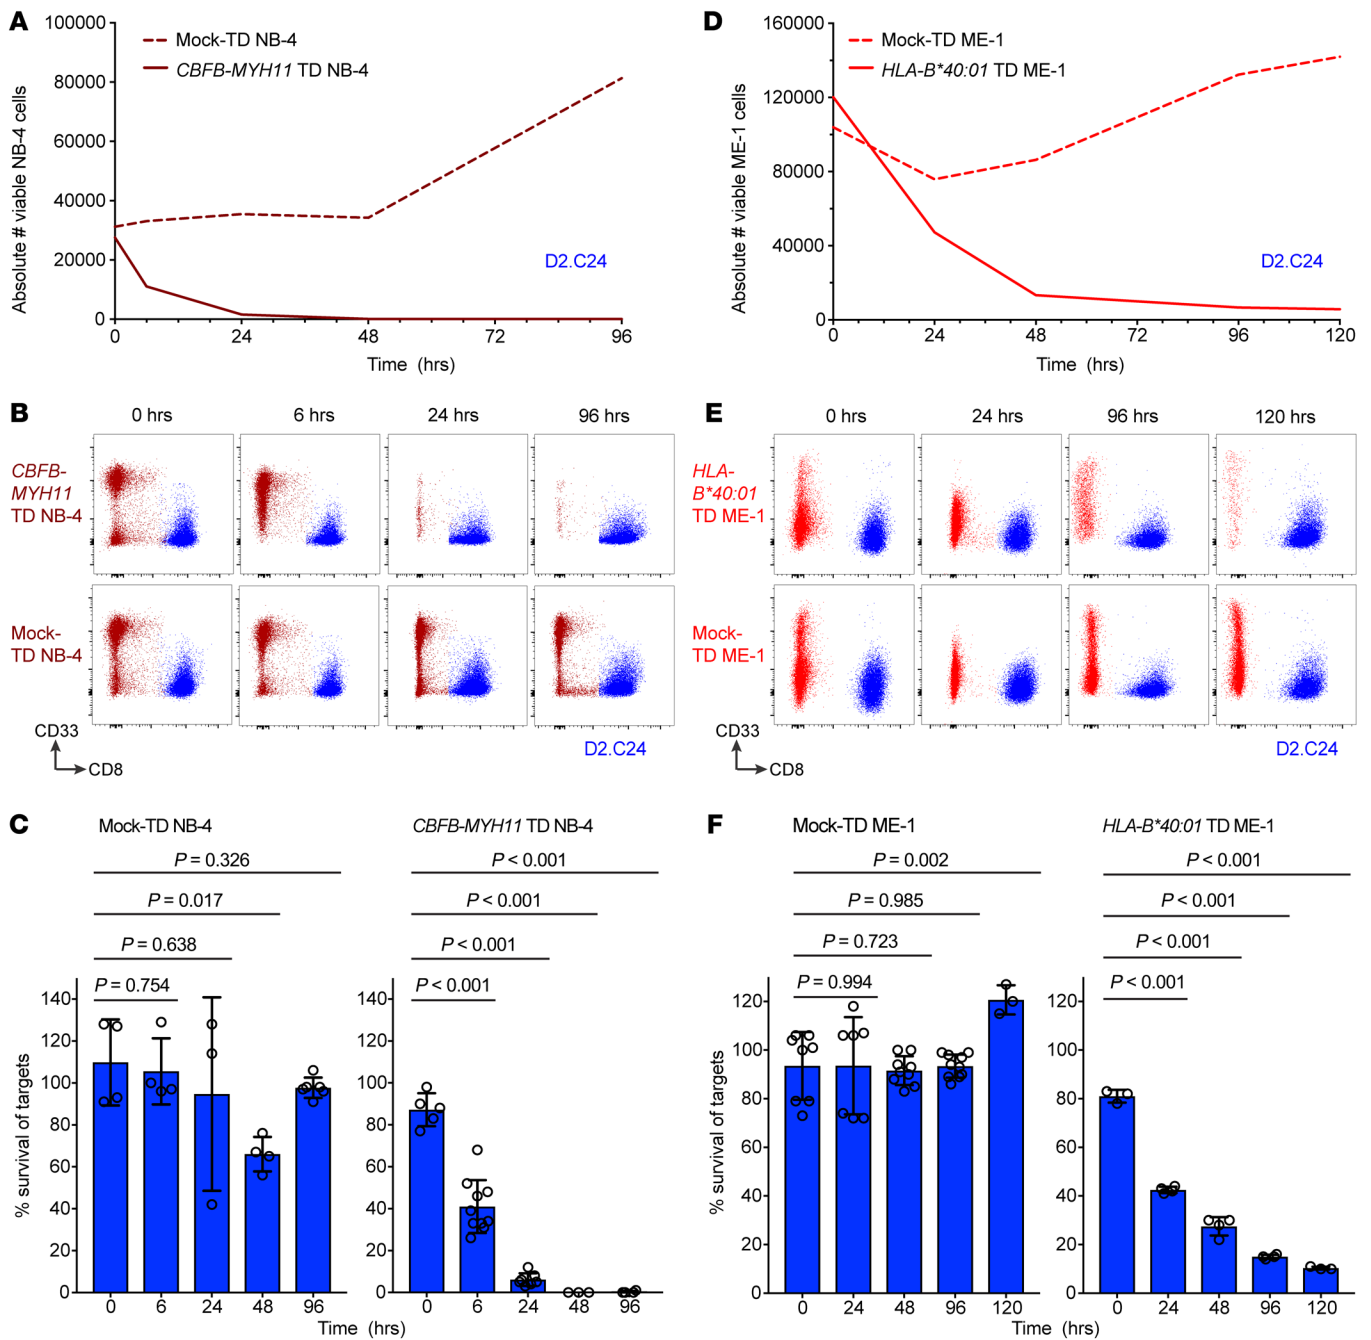 A
100000
80000
60000
40000
20000
0
Absolute # viable NB-4 cells
Mock-TD NB-4
CBFB-MYH11 TD NB-4
D2.C24
0 24 48 72 96
Time (hrs)
D
160000
120000
80000
40000
0
Absolute # viable ME-1 cells
Mock-TD ME-1
HLA-B*40:01 TD ME-1
D2.C24
0 24 48 72 96 120
Time (hrs)
B
0 hrs 6 hrs 24 hrs 96 hrs
CBFB-
MYH11
TD NB-4
Mock-
TD NB-4
CD33
CD8
D2.C24
E
0 hrs 24 hrs 96 hrs 120 hrs
HLA-
B*40:01
TD ME-1
Mock-
TD ME-1
CD33
CD8
D2.C24
C
Mock-TD NB-4
P = 0.326
P = 0.017
P = 0.638
P = 0.754
% survival of targets
140
120
100
80
60
40
20
0
0 6 24 48 96
CBFB-MYH11 TD NB-4
P < 0.001
P < 0.001
P < 0.001
P < 0.001
140
120
100
80
60
40
20
0
0 6 24 48 96
Time (hrs)
F
Mock-TD ME-1
P = 0.002
P = 0.985
P = 0.723
P = 0.994
% survival of targets
120
100
80
60
40
20
0
0 24 48 96 120
HLA-B*40:01 TD ME-1
P < 0.001
P < 0.001
P < 0.001
P < 0.001
120
100
80
60
40
20
0
0 24 48 96 120
Time (hrs)